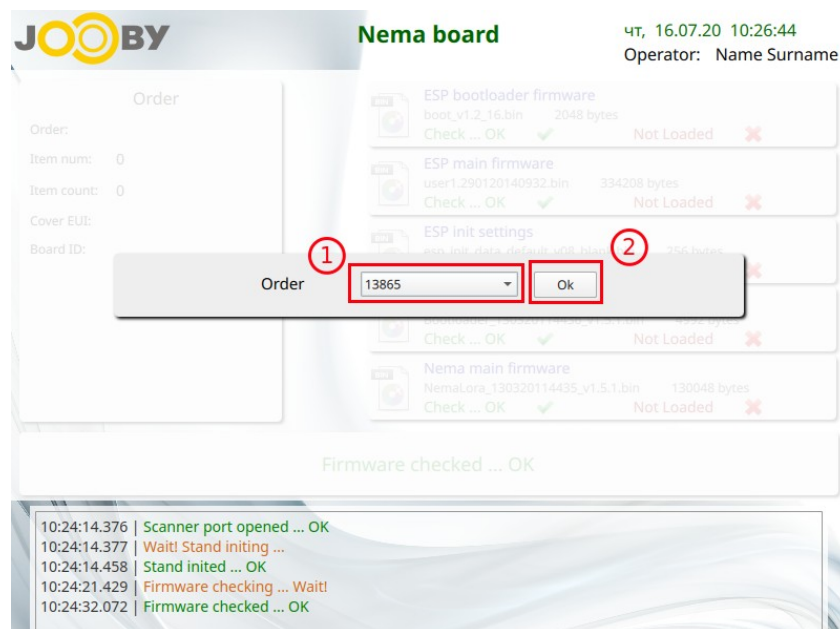 JOOBY
Nema board
чт, 16.07.20 10:26:44
Operator: Name Surname
Order
Order:
Item num: 0
Item count: 0
Cover EUI:
Board ID:
ESP bootloader firmware
boot_v1.2_16.bin 2048 bytes
Check ... OK Not Loaded
ESP main firmware
user1.290120140932.bin 334208 bytes
Check ... OK Not Loaded
ESP init settings
1
2
Order 13865 Ok
Check ... OK Not Loaded
Nema main firmware
NemaLora_130320114435_v1.5.1.bin 130048 bytes
Check ... OK Not Loaded
Firmware checked ... OK
10:24:14.376 | Scanner port opened ... OK
10:24:14.377 | Wait! Stand initing ...
10:24:14.458 | Stand inited ... OK
10:24:21.429 | Firmware checking ... Wait!
10:24:32.072 | Firmware checked ... OK